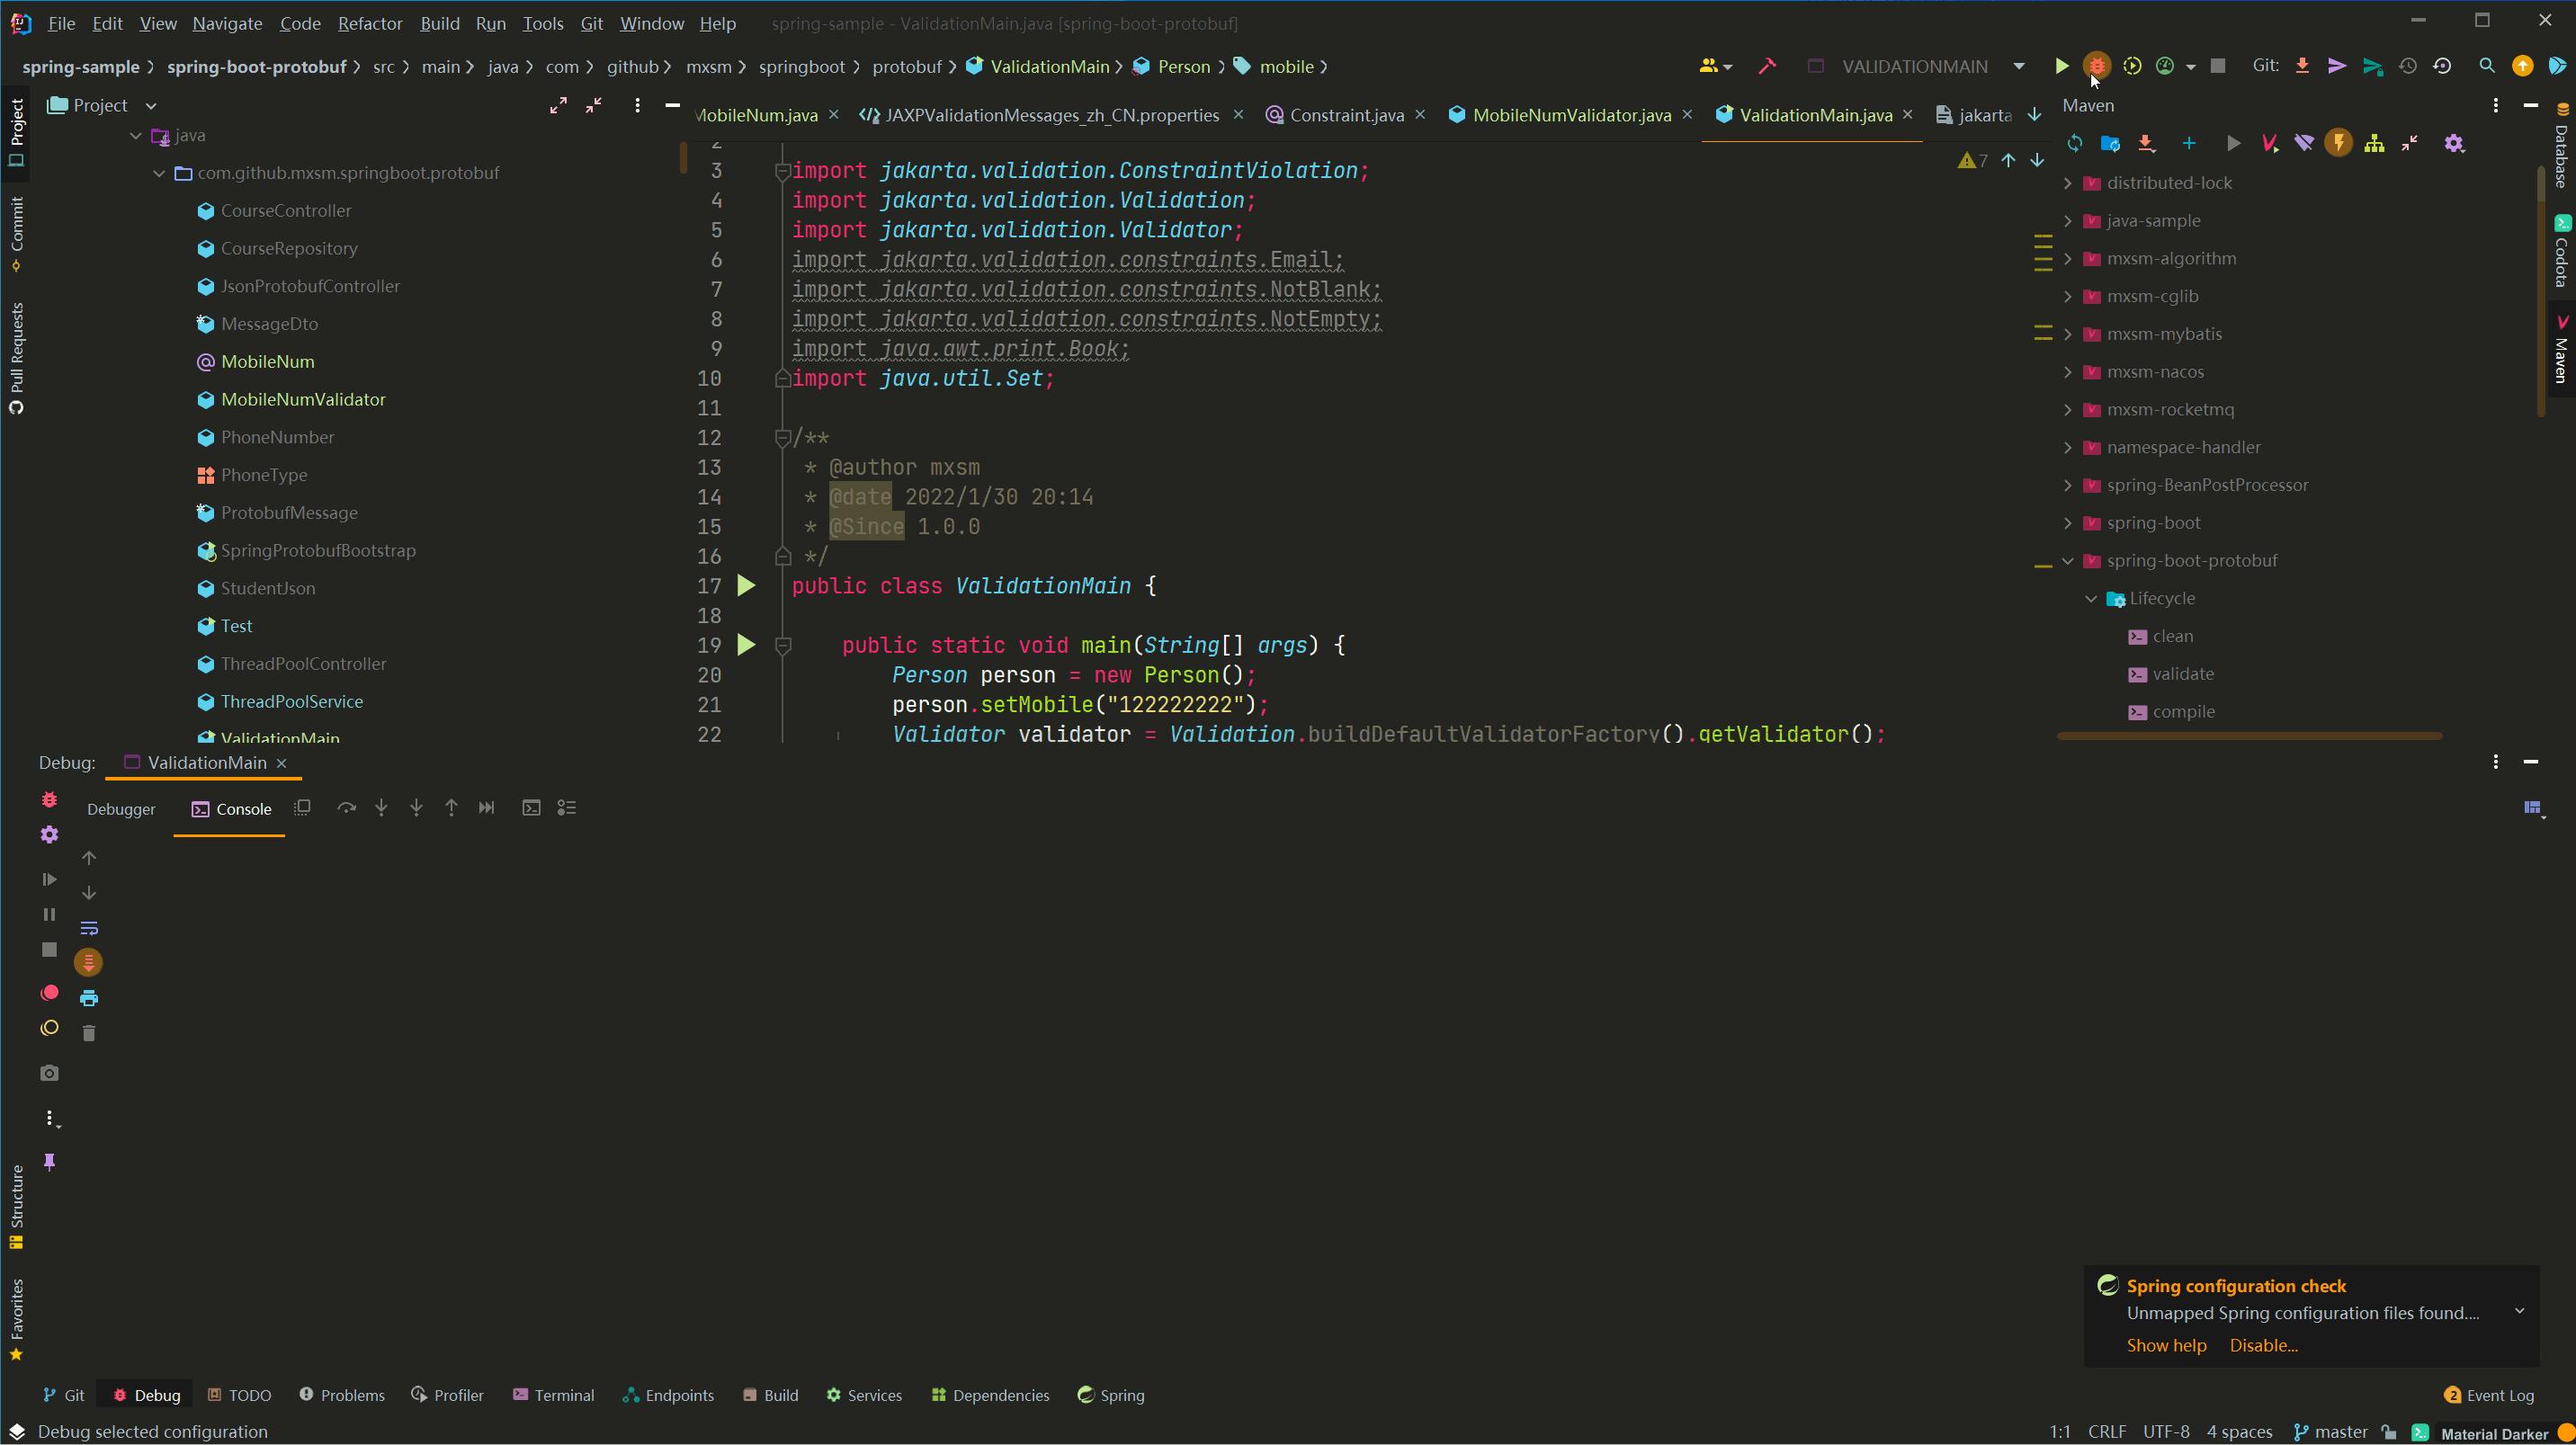 File Edit View Navigate Code Refactor Build Run Tools Git Window Help spring-sample - ValidationMain.java [spring-boot-protobuf]
spring-sample spring-boot-protobuf src main java com github mxsm springboot protobuf ValidationMain Person mobile
VALIDATIONMAIN Git:
Project
MobileNum.java JAXPValidationMessages_zh_CN.properties Constraint.java MobileNumValidator.java ValidationMain.java jakarta
Maven
Project
Commit
Pull Requests
Structure
Favorites
java
com.github.mxsm.springboot.protobuf
CourseController
CourseRepository
JsonProtobufController
MessageDto
MobileNum
MobileNumValidator
PhoneNumber
PhoneType
ProtobufMessage
SpringProtobufBootstrap
StudentJson
Test
ThreadPoolController
ThreadPoolService
ValidationMain
7
2
3 import jakarta.validation.ConstraintViolation;
4 import jakarta.validation.Validation;
5 import jakarta.validation.Validator;
6 import jakarta.validation.constraints.Email;
7 import jakarta.validation.constraints.NotBlank;
8 import jakarta.validation.constraints.NotEmpty;
9 import java.awt.print.Book;
10 import java.util.Set;
11
12 /**
13 * @author mxsm
14 * @date 2022/1/30 20:14
15 * @Since 1.0.0
16 */
17 public class ValidationMain {
18
19 public static void main(String[] args) {
20 Person person = new Person();
21 person.setMobile("122222222");
22 Validator validator = Validation.buildDefaultValidatorFactory().getValidator();
distributed-lock
java-sample
mxsm-algorithm
mxsm-cglib
mxsm-mybatis
mxsm-nacos
mxsm-rocketmq
namespace-handler
spring-BeanPostProcessor
spring-boot
spring-boot-protobuf
Lifecycle
clean
validate
compile
Database
Codota
Maven
Debug: ValidationMain
Debugger Console
Spring configuration check
Unmapped Spring configuration files found....
Show help Disable...
Git Debug TODO Problems Profiler Terminal Endpoints Build Services Dependencies Spring 2 Event Log
Debug selected configuration 1:1 CRLF UTF-8 4 spaces master Material Darker